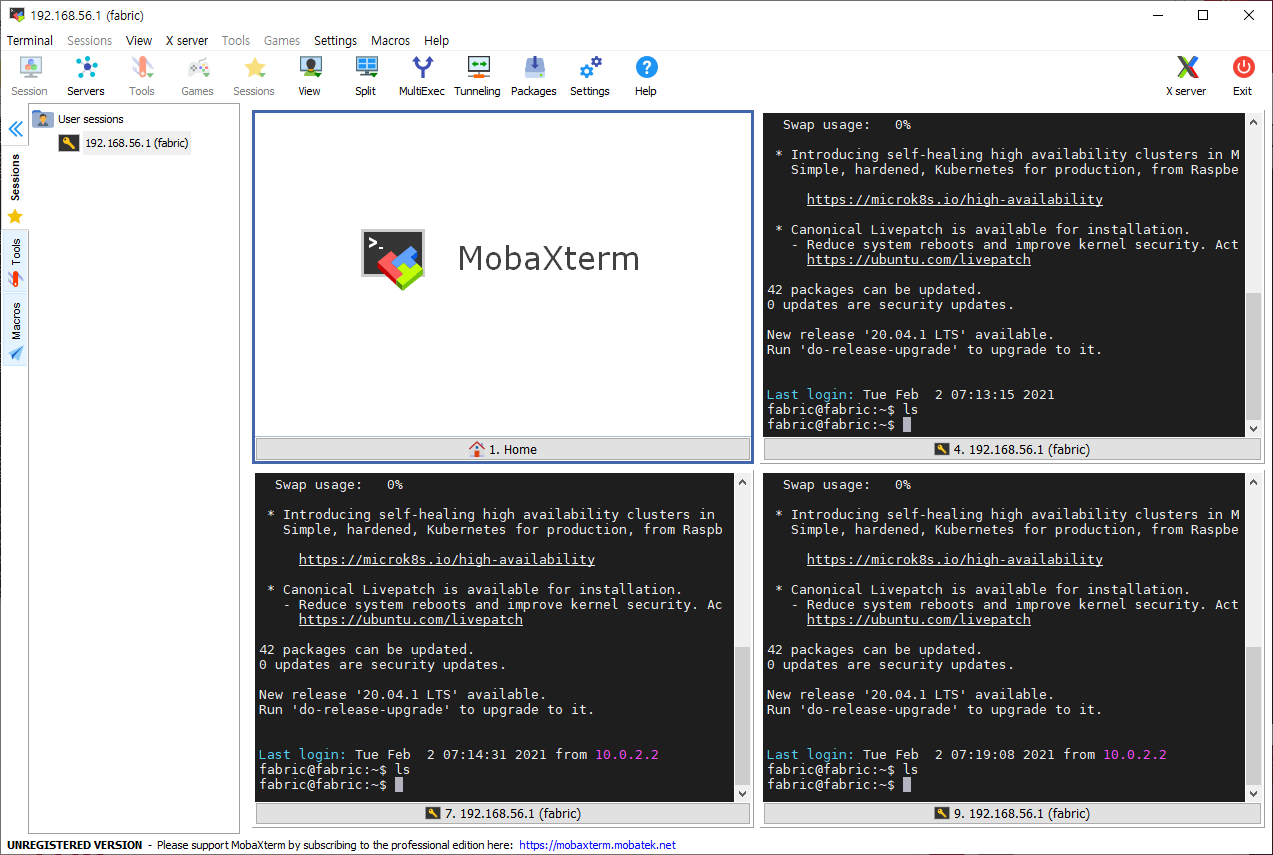 192.168.56.1 (fabric)
Terminal Sessions View X server Tools Games Settings Macros Help
Session Servers Tools Games Sessions View Split MultiExec Tunneling Packages Settings Help X server Exit
User sessions
192.168.56.1 (fabric)
Sessions
Tools
Macros
>_
MobaXterm
1. Home
Swap usage: 0%
* Introducing self-healing high availability clusters in M
Simple, hardened, Kubernetes for production, from Raspbe
https://microk8s.io/high-availability
* Canonical Livepatch is available for installation.
- Reduce system reboots and improve kernel security. Act
https://ubuntu.com/livepatch
42 packages can be updated.
0 updates are security updates.
New release '20.04.1 LTS' available.
Run 'do-release-upgrade' to upgrade to it.
Last login: Tue Feb  2 07:13:15 2021
fabric@fabric:~$ ls
fabric@fabric:~$
4. 192.168.56.1 (fabric)
Swap usage: 0%
* Introducing self-healing high availability clusters in
Simple, hardened, Kubernetes for production, from Raspb
https://microk8s.io/high-availability
* Canonical Livepatch is available for installation.
- Reduce system reboots and improve kernel security. Ac
https://ubuntu.com/livepatch
42 packages can be updated.
0 updates are security updates.
New release '20.04.1 LTS' available.
Run 'do-release-upgrade' to upgrade to it.
Last login: Tue Feb  2 07:14:31 2021 from 10.0.2.2
fabric@fabric:~$ ls
fabric@fabric:~$
7. 192.168.56.1 (fabric)
Swap usage: 0%
* Introducing self-healing high availability clusters in M
Simple, hardened, Kubernetes for production, from Raspbe
https://microk8s.io/high-availability
* Canonical Livepatch is available for installation.
- Reduce system reboots and improve kernel security. Act
https://ubuntu.com/livepatch
42 packages can be updated.
0 updates are security updates.
New release '20.04.1 LTS' available.
Run 'do-release-upgrade' to upgrade to it.
Last login: Tue Feb  2 07:19:08 2021 from 10.0.2.2
fabric@fabric:~$ ls
fabric@fabric:~$
9. 192.168.56.1 (fabric)
UNREGISTERED VERSION - Please support MobaXterm by subscribing to the professional edition here: https://mobaxterm.mobatek.net